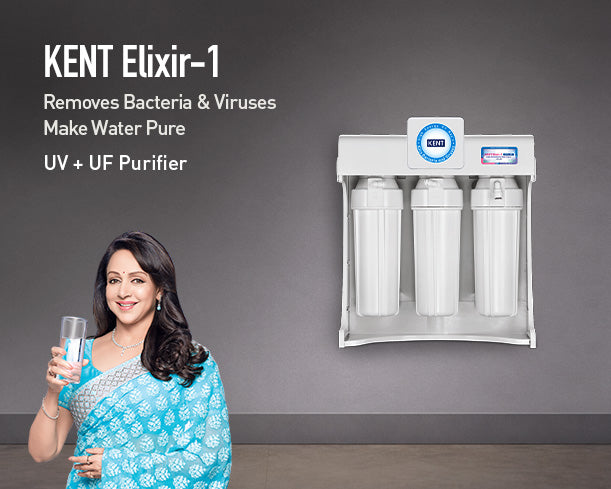 KENT Elixir-1
Removes Bacteria & Viruses
Make Water Pure
UV + UF Purifier
KENT